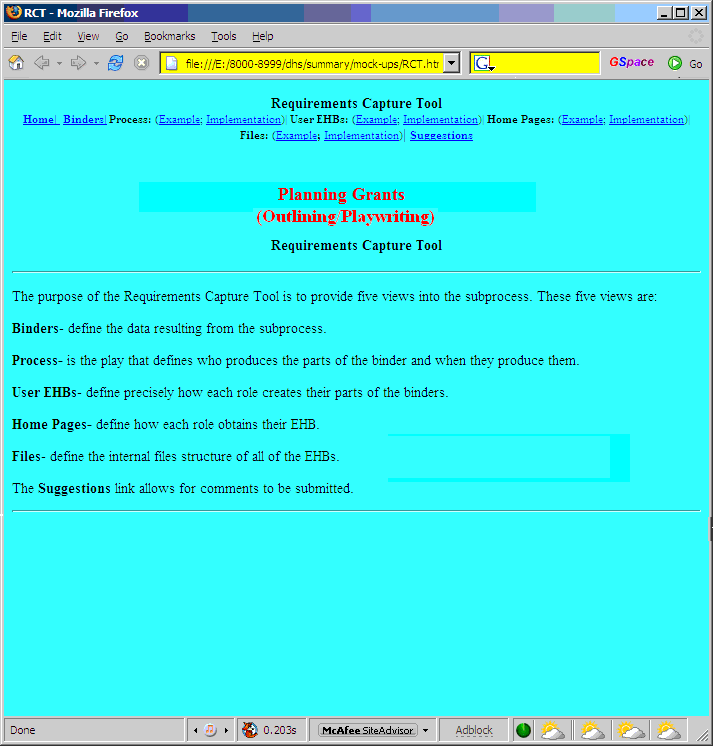 RCT - Mozilla Firefox
File Edit View Go Bookmarks Tools Help
file:///E:/8000-8999/dhs/summary/mock-ups/RCT.htm G GSpace Go
Requirements Capture Tool
Home| Binders| Process: (Example; Implementation)| User EHBs: (Example; Implementation)| Home Pages: (Example; Implementation)|
Files: (Example; Implementation)| Suggestions
Planning Grants
(Outlining/Playwriting)
Requirements Capture Tool
The purpose of the Requirements Capture Tool is to provide five views into the subprocess. These five views are:
Binders- define the data resulting from the subprocess.
Process- is the play that defines who produces the parts of the binder and when they produce them.
User EHBs- define precisely how each role creates their parts of the binders.
Home Pages- define how each role obtains their EHB.
Files- define the internal files structure of all of the EHBs.
The Suggestions link allows for comments to be submitted.
Done 0.203s McAfee SiteAdvisor Adblock